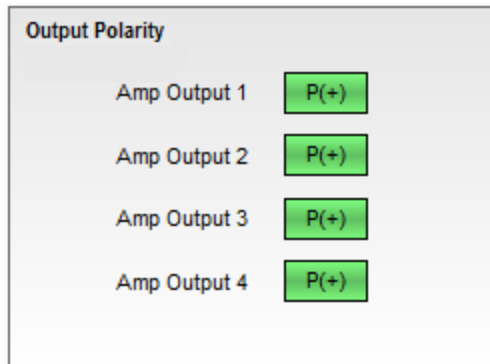 Output Polarity
Amp Output 1 P(+)
Amp Output 2 P(+)
Amp Output 3 P(+)
Amp Output 4 P(+)